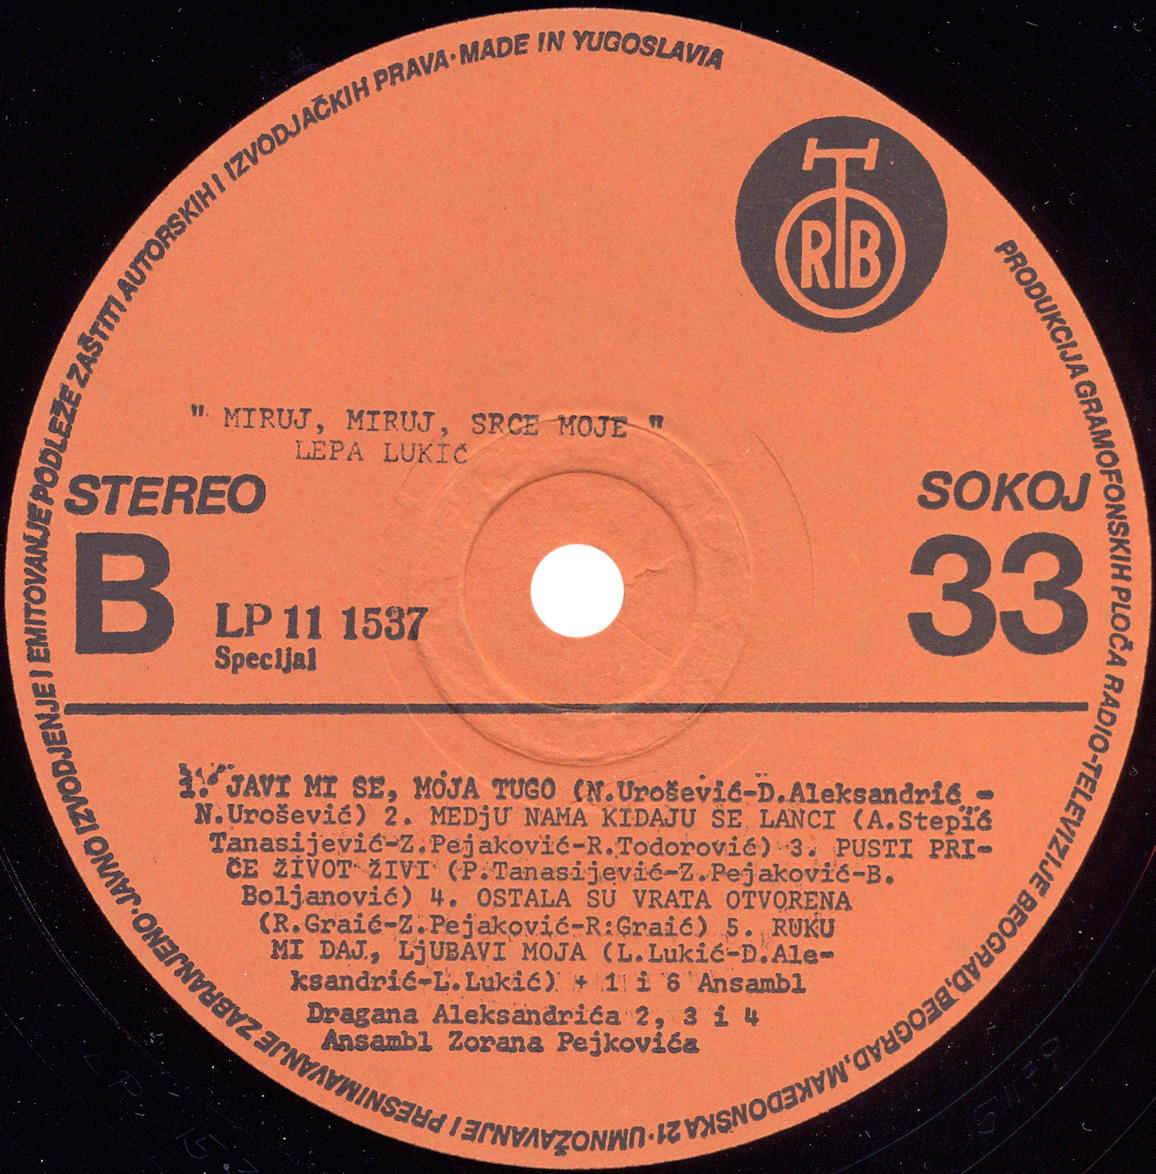 PRODUKCIJA GRAMOFONSKIH PLOČA RADIO-TELEVIZIJE BEOGRAD, BEOGRAD, MAKEDONSKA 21 · UMNOŽAVANJE I PRESNIMAVANJE ZABRANJENO · JAVNO IZVODJENJE I EMITOVANJE PODLEŽE ZAŠTITI AUTORSKIH I IZVODJAČKIH PRAVA · MADE IN YUGOSLAVIA
RTB
" MIRUJ, MIRUJ, SRCE MOJE "
LEPA LUKIĆ
STEREO
SOKOJ
B
33
LP 11 1537
Specijal
1. JAVI MI SE, MOJA TUGO (N.Urošević-D.Aleksandrić -
N.Urošević) 2. MEDjU NAMA KIDAJU SE LANCI (A.Stepić
Tanasijević-Z.Pejaković-R.Todorović) 3. PUSTI PRI-
ČE ŽIVOT ŽIVI (P.Tanasijević-Z.Pejaković-B.
Boljanović) 4. OSTALA SU VRATA OTVORENA
(R.Graić-Z.Pejaković-R:Graić) 5. RUKU
MI DAJ, LjUBAVI MOJA (L.Lukić-D.Ale-
ksandrić-L.Lukić) + 1 i 6 Ansambl
Dragana Aleksandrića 2, 3 i 4
Ansambl Zorana Pejkovića